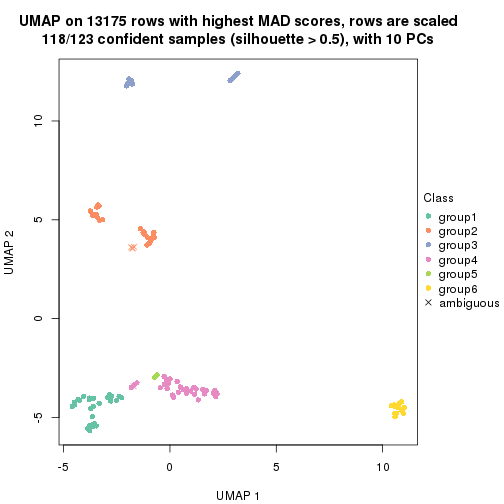 UMAP on 13175 rows with highest MAD scores, rows are scaled
118/123 confident samples (silhouette > 0.5), with 10 PCs
10
5
0
-5
UMAP 2
-5
0
5
10
UMAP 1
Class
group1
group2
group3
group4
group5
group6
ambiguous